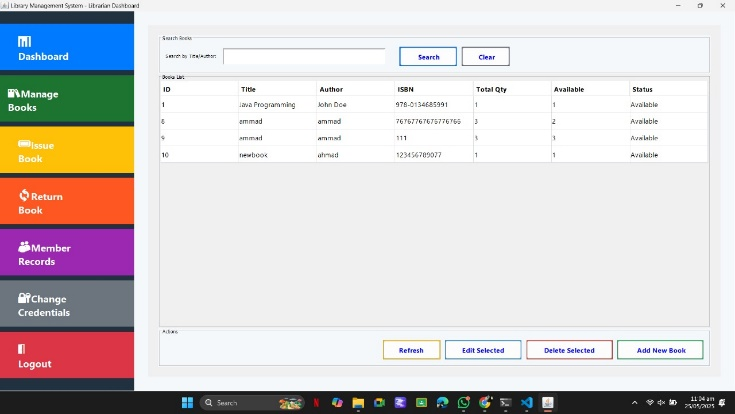 Library Management System - Librarian Dashboard
Dashboard
Manage
Books
Issue
Book
Return
Book
Member
Records
Change
Credentials
Logout
Search Books
Search by Title/Author:
Search
Clear
Books List
ID Title Author ISBN Total Qty Available Status
1 Java Programming John Doe 978-0134685991 1 1 Available
8 ammad ammad 76767767676776766 3 2 Available
9 ammad ammad 111 3 3 Available
10 newbook ahmad 123456789077 1 1 Available
Actions
Refresh
Edit Selected
Delete Selected
Add New Book
Search
11:04 am
25/05/2025